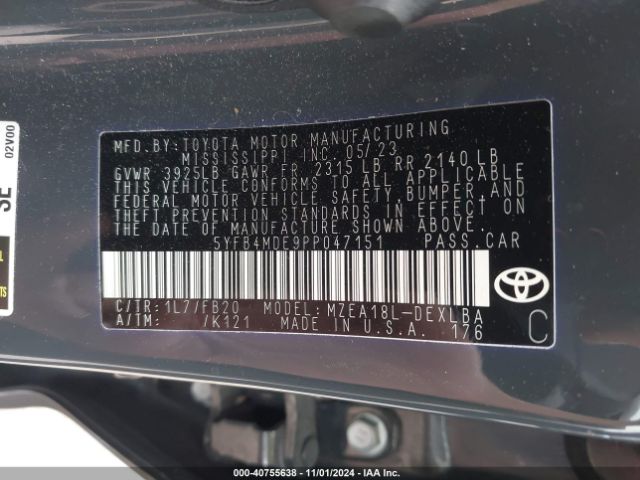 MFD.BY:TOYOTA MOTOR MANUFACTURING
MISSISSIPPI INC 05/23
GVWR 3925LB GAWR FR 2315 LB RR 2140 LB
THIS VEHICLE CONFORMS TO ALL APPLICABLE
FEDERAL MOTOR VEHICLE SAFETY,BUMPER,AND
THEFT PREVENTION STANDARDS IN EFFECT ON
THE DATE OF MANUFACTURE SHOWN ABOVE.
5YFB4MDE9PP047151 PASS.CAR
C/TR:1L7/FB20 MODEL:MZEA18L-DEXLBA
A/TM: /K121 MADE IN U.S.A. 176
C
02V00
SE
000-40755638 - 11/01/2024 - IAA Inc.